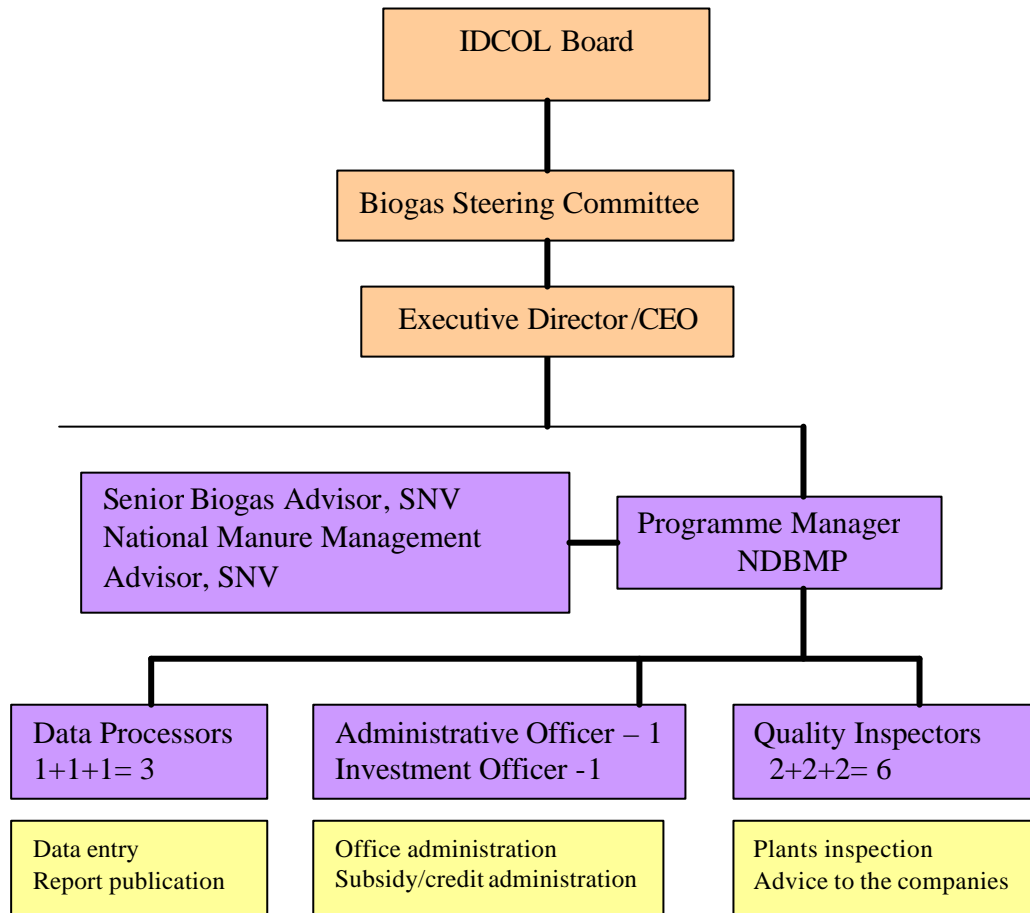 IDCOL Board
Biogas Steering Committee
Executive Director/CEO
Senior Biogas Advisor, SNV
National Manure Management
Advisor, SNV
Programme Manager
NDBMP
Data Processors
1+1+1= 3
Administrative Officer – 1
Investment Officer -1
Quality Inspectors
2+2+2= 6
Data entry
Report publication
Office administration
Subsidy/credit administration
Plants inspection
Advice to the companies